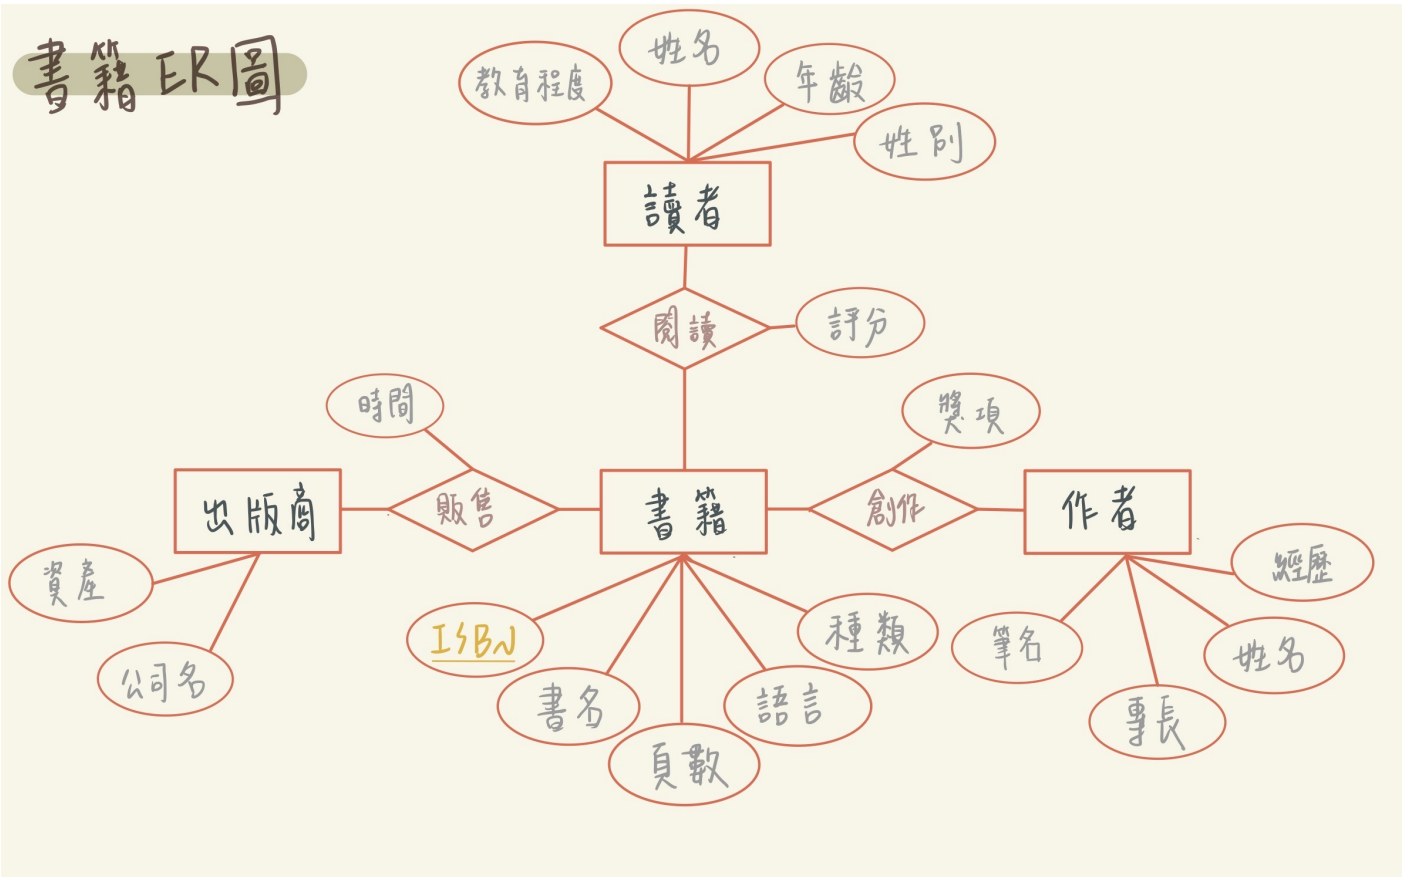 書籍ER圖
姓名
教育程度
年齡
姓別
讀者
閱讀
評分
時間
獎項
出版商
販售
書籍
創作
作者
資產
公司名
ISBN
書名
頁數
語言
種類
筆名
專長
姓名
經歷